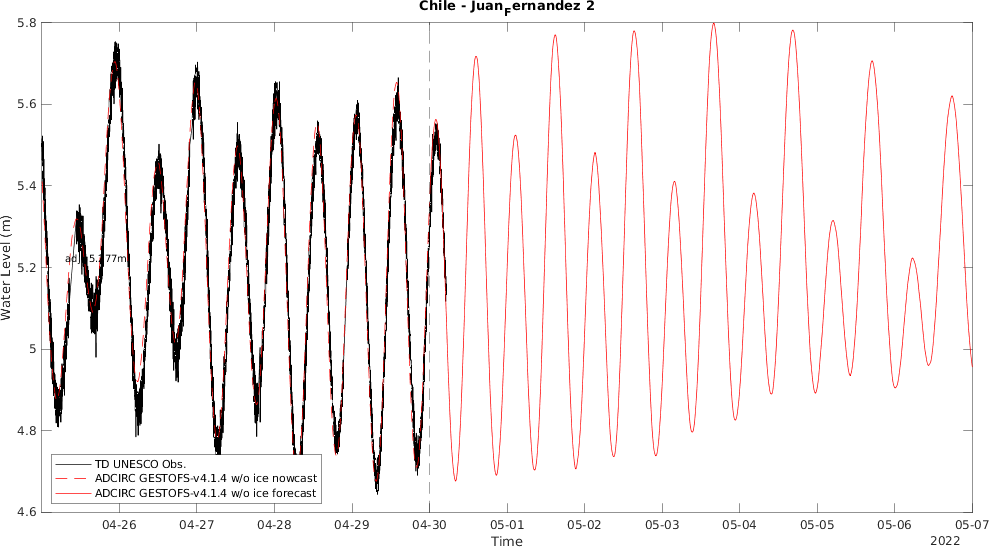 Chile - Juan_Fernandez 2
5.8
5.6
5.4
5.2
5
4.8
4.6
Water Level (m)
TD UNESCO Obs.
ADCIRC GESTOFS-v4.1.4 w/o ice nowcast
ADCIRC GESTOFS-v4.1.4 w/o ice forecast
04-26 04-27 04-28 04-29 04-30 05-01 05-02 05-03 05-04 05-05 05-06 05-07
Time
2022